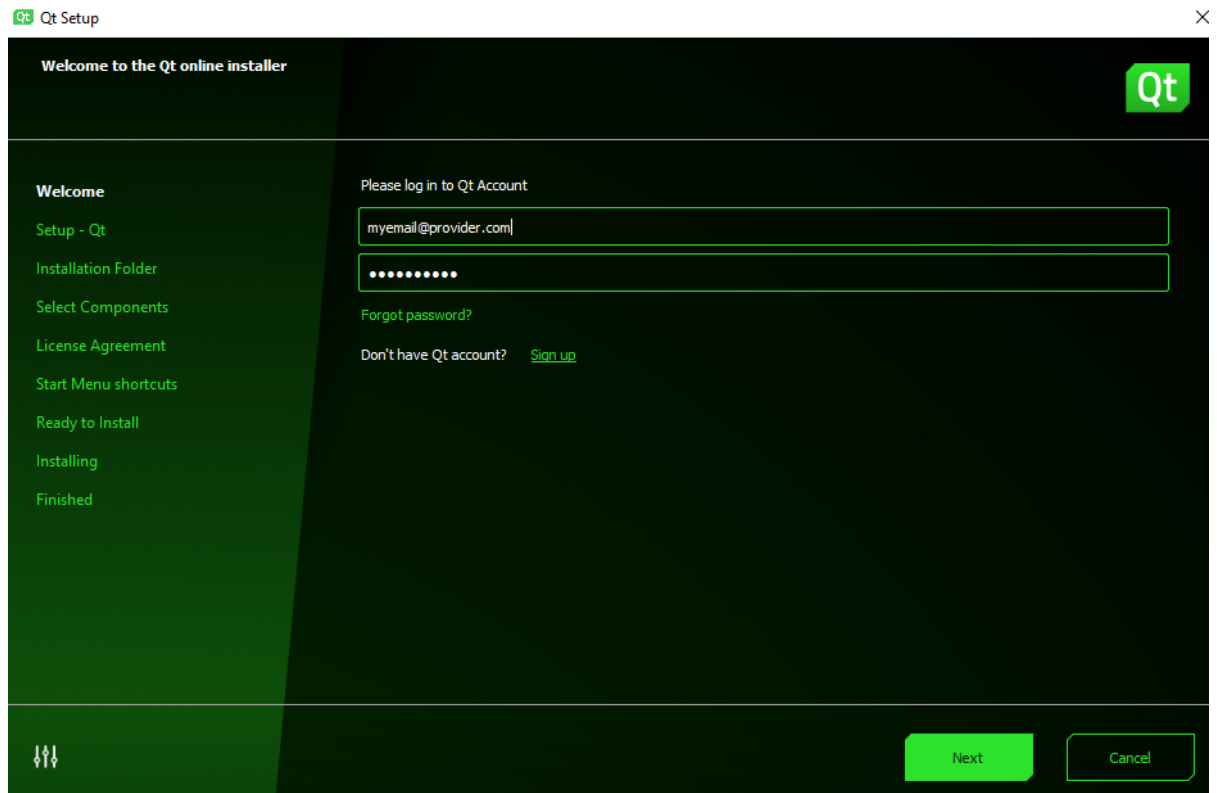 Qt Qt Setup
Welcome to the Qt online installer
Qt
Welcome
Setup - Qt
Installation Folder
Select Components
License Agreement
Start Menu shortcuts
Ready to Install
Installing
Finished
Please log in to Qt Account
myemail@provider.com
●●●●●●●●●●
Forgot password?
Don't have Qt account? Sign up
Next
Cancel